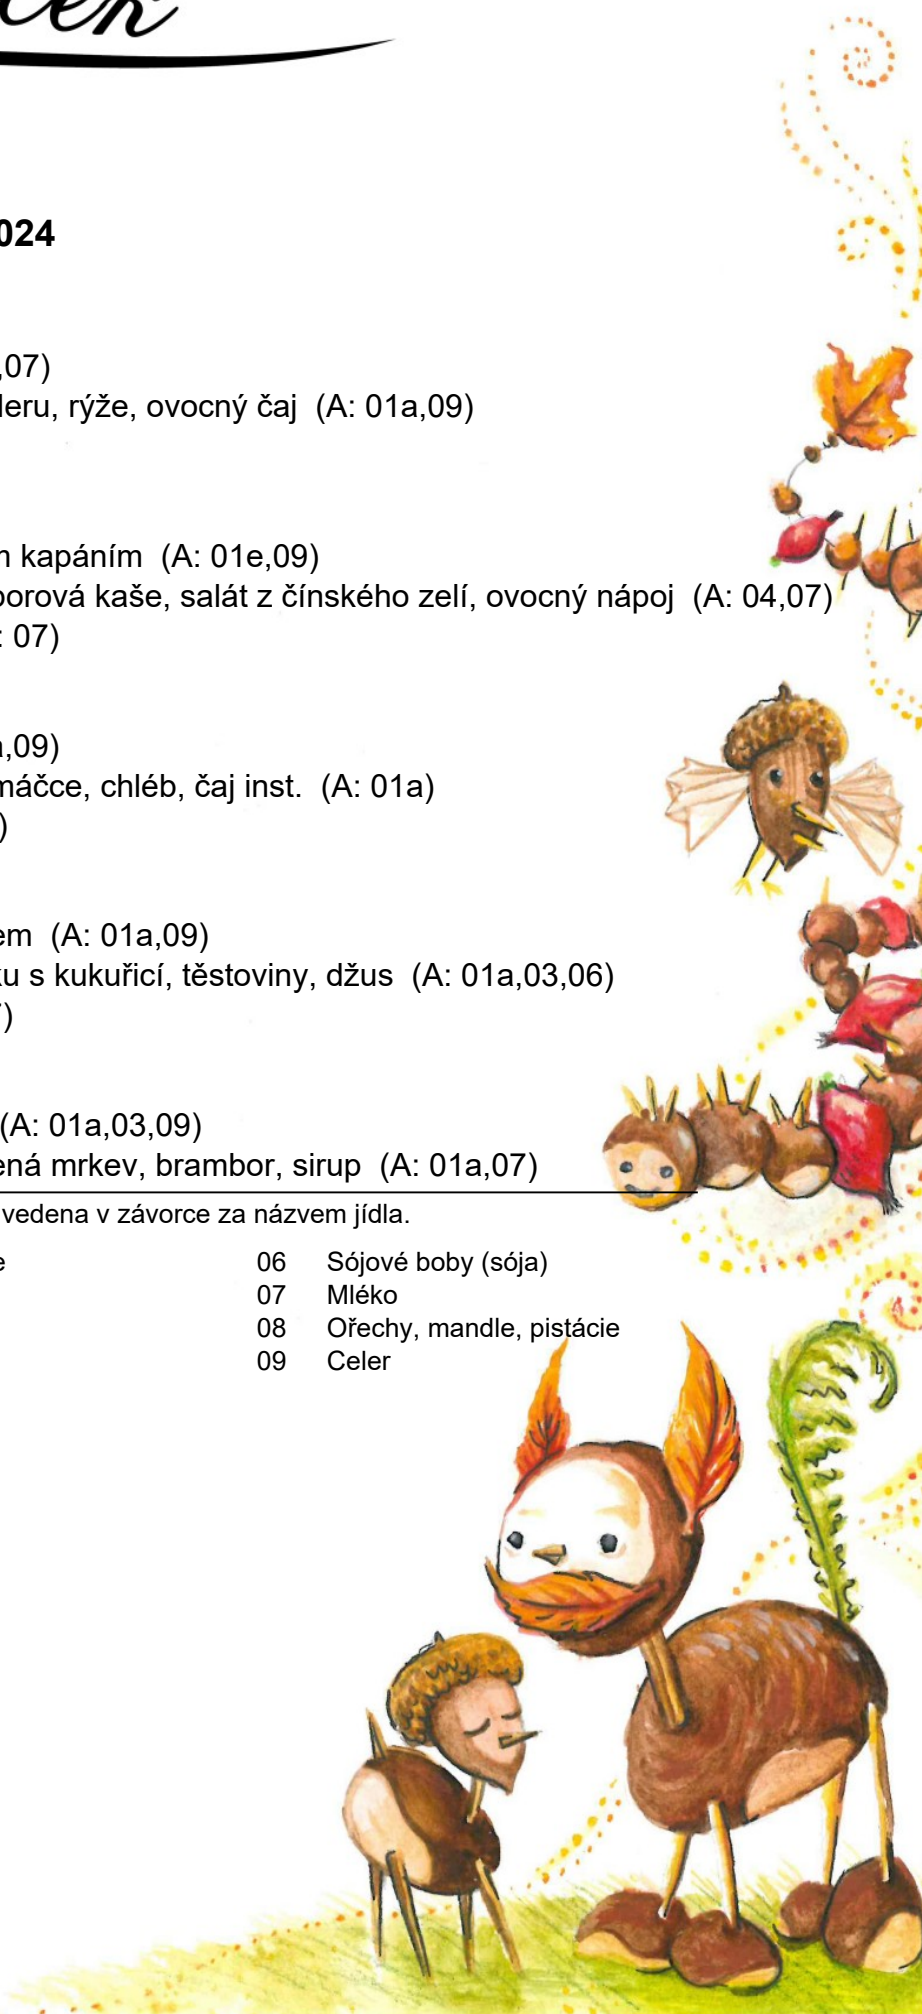 024
,07)
leru, rýže, ovocný čaj (A: 01a,09)
m kapáním (A: 01e,09)
borová kaše, salát z čínského zelí, ovocný nápoj (A: 04,07)
: 07)
a,09)
máčce, chléb, čaj inst. (A: 01a)
)
em (A: 01a,09)
ku s kukuřicí, těstoviny, džus (A: 01a,03,06)
7)
(A: 01a,03,09)
ená mrkev, brambor, sirup (A: 01a,07)
vedena v závorce za názvem jídla.
e 06 Sójové boby (sója)
07 Mléko
08 Ořechy, mandle, pistácie
09 Celer